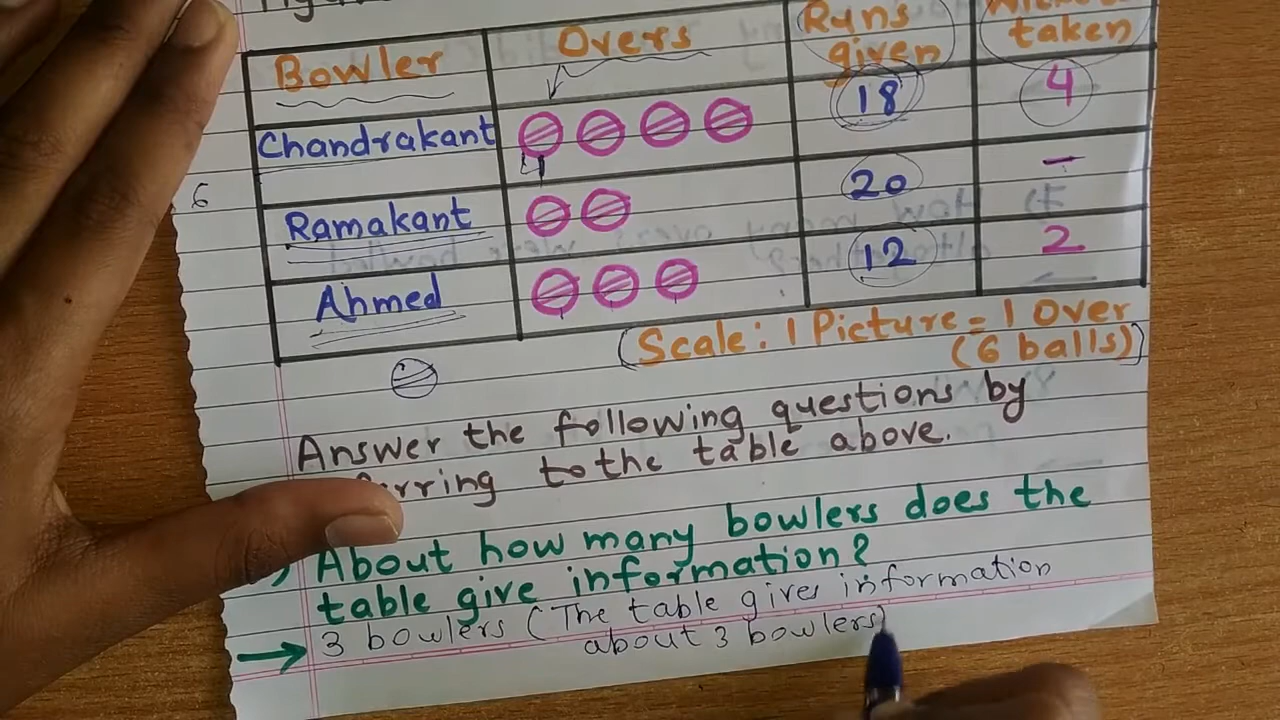 Bowler Overs Runs given taken
Chandrakant 18 4
6
Ramakant 20 –
Ahmed 12 2
(Scale: 1 Picture = 1 Over
(6 balls))
Answer the following questions by
rring to the table above.
) About how many bowlers does the
table give information?
→ 3 bowlers (The table gives information
about 3 bowlers)